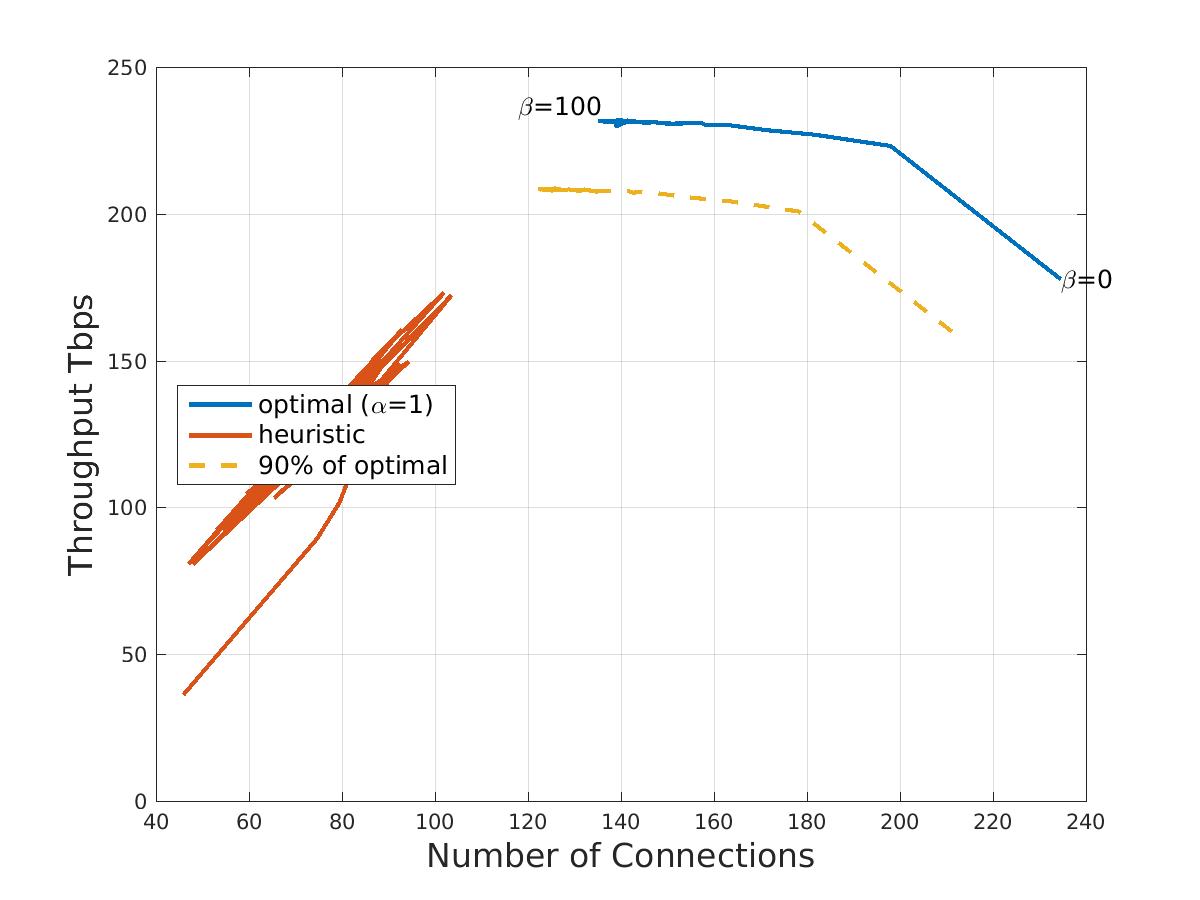 250
200
150
100
50
0
40 60 80 100 120 140 160 180 200 220 240
Throughput Tbps
Number of Connections
β=100
β=0
optimal (α=1)
heuristic
90% of optimal